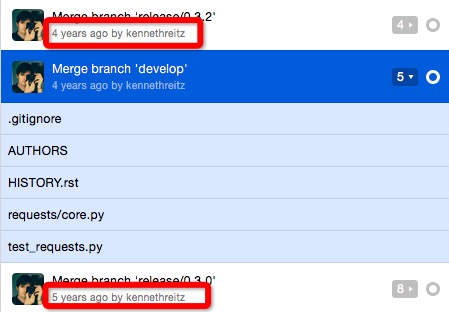 Merge branch 'release/0.3.2'
4 years ago by kennethreitz
4
Merge branch 'develop'
4 years ago by kennethreitz
5
.gitignore
AUTHORS
HISTORY.rst
requests/core.py
test_requests.py
Merge branch 'release/0.3.0'
5 years ago by kennethreitz
8